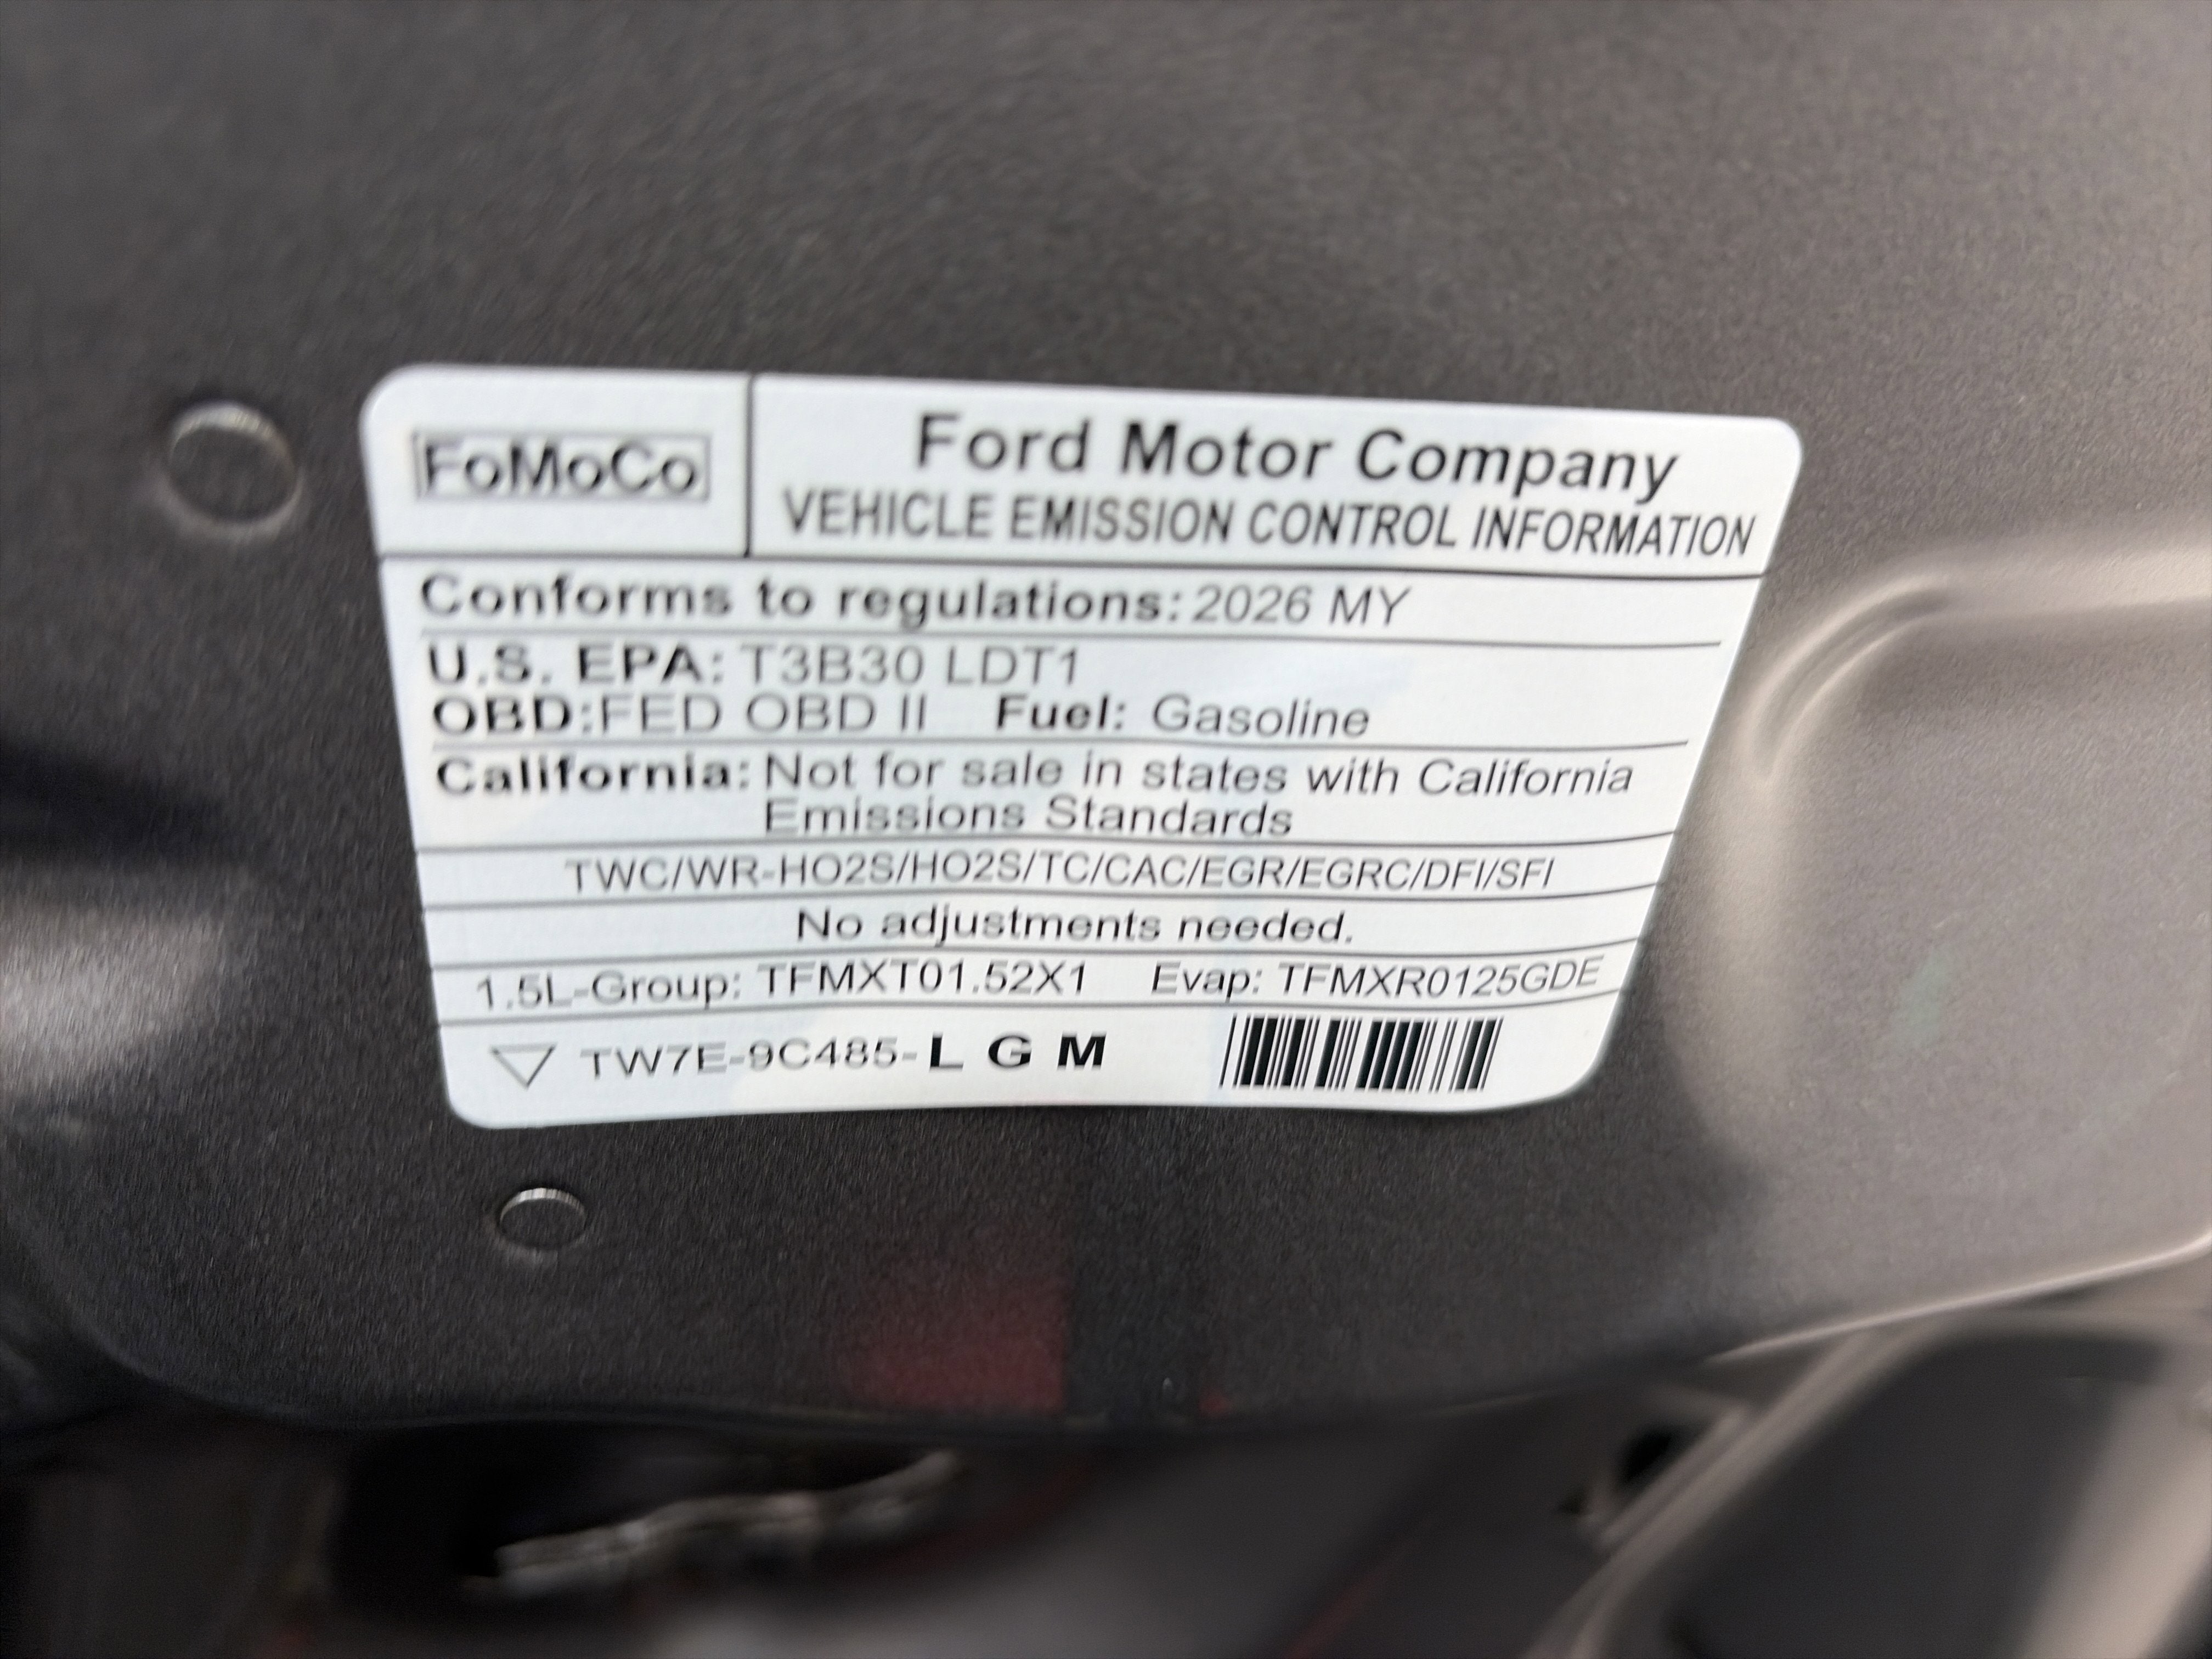 FoMoCo
Ford Motor Company
VEHICLE EMISSION CONTROL INFORMATION
Conforms to regulations: 2026 MY
U.S. EPA: T3B30 LDT1
OBD:FED OBD II Fuel: Gasoline
California: Not for sale in states with California
Emissions Standards
TWC/WR-HO2S/HO2S/TC/CAC/EGR/EGRC/DFI/SFI
No adjustments needed.
1.5L-Group: TFMXT01.52X1 Evap: TFMXR0125GDE
TW7E-9C485-L G M